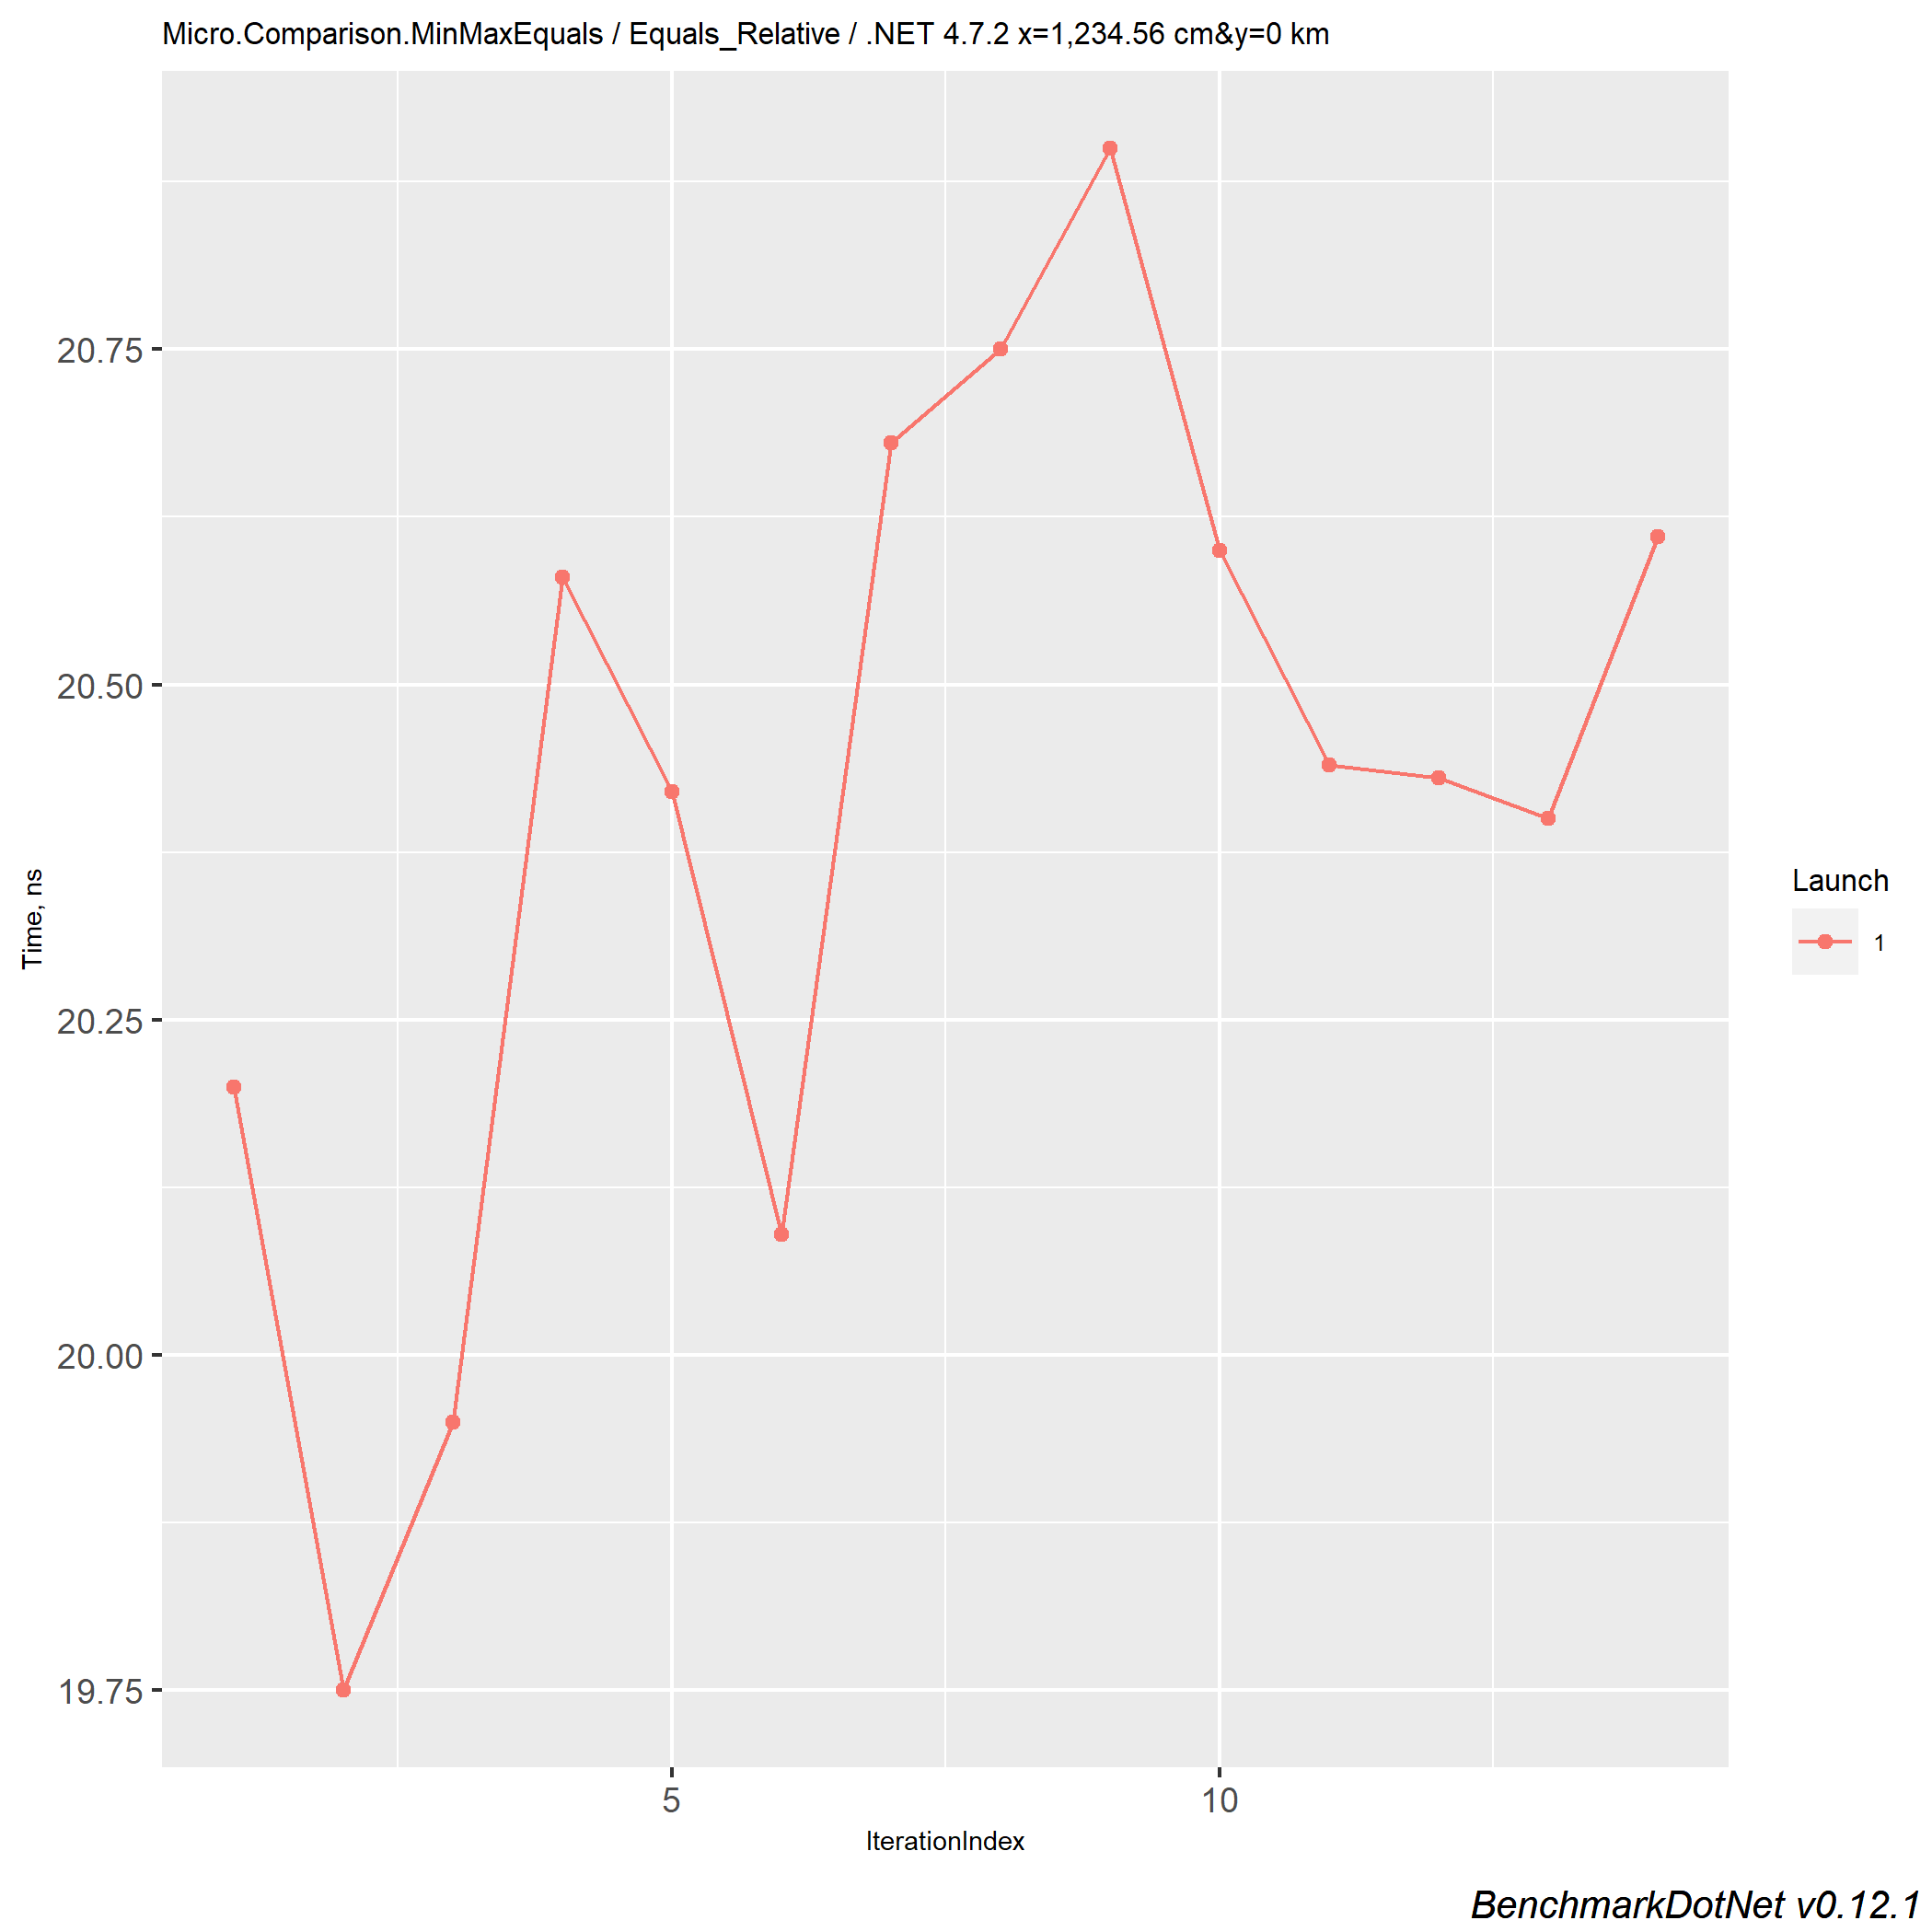 Micro.Comparison.MinMaxEquals / Equals_Relative / .NET 4.7.2 x=1,234.56 cm&y=0 km
20.75
20.50
20.25
20.00
19.75
Time, ns
5
10
IterationIndex
Launch
1
BenchmarkDotNet v0.12.1